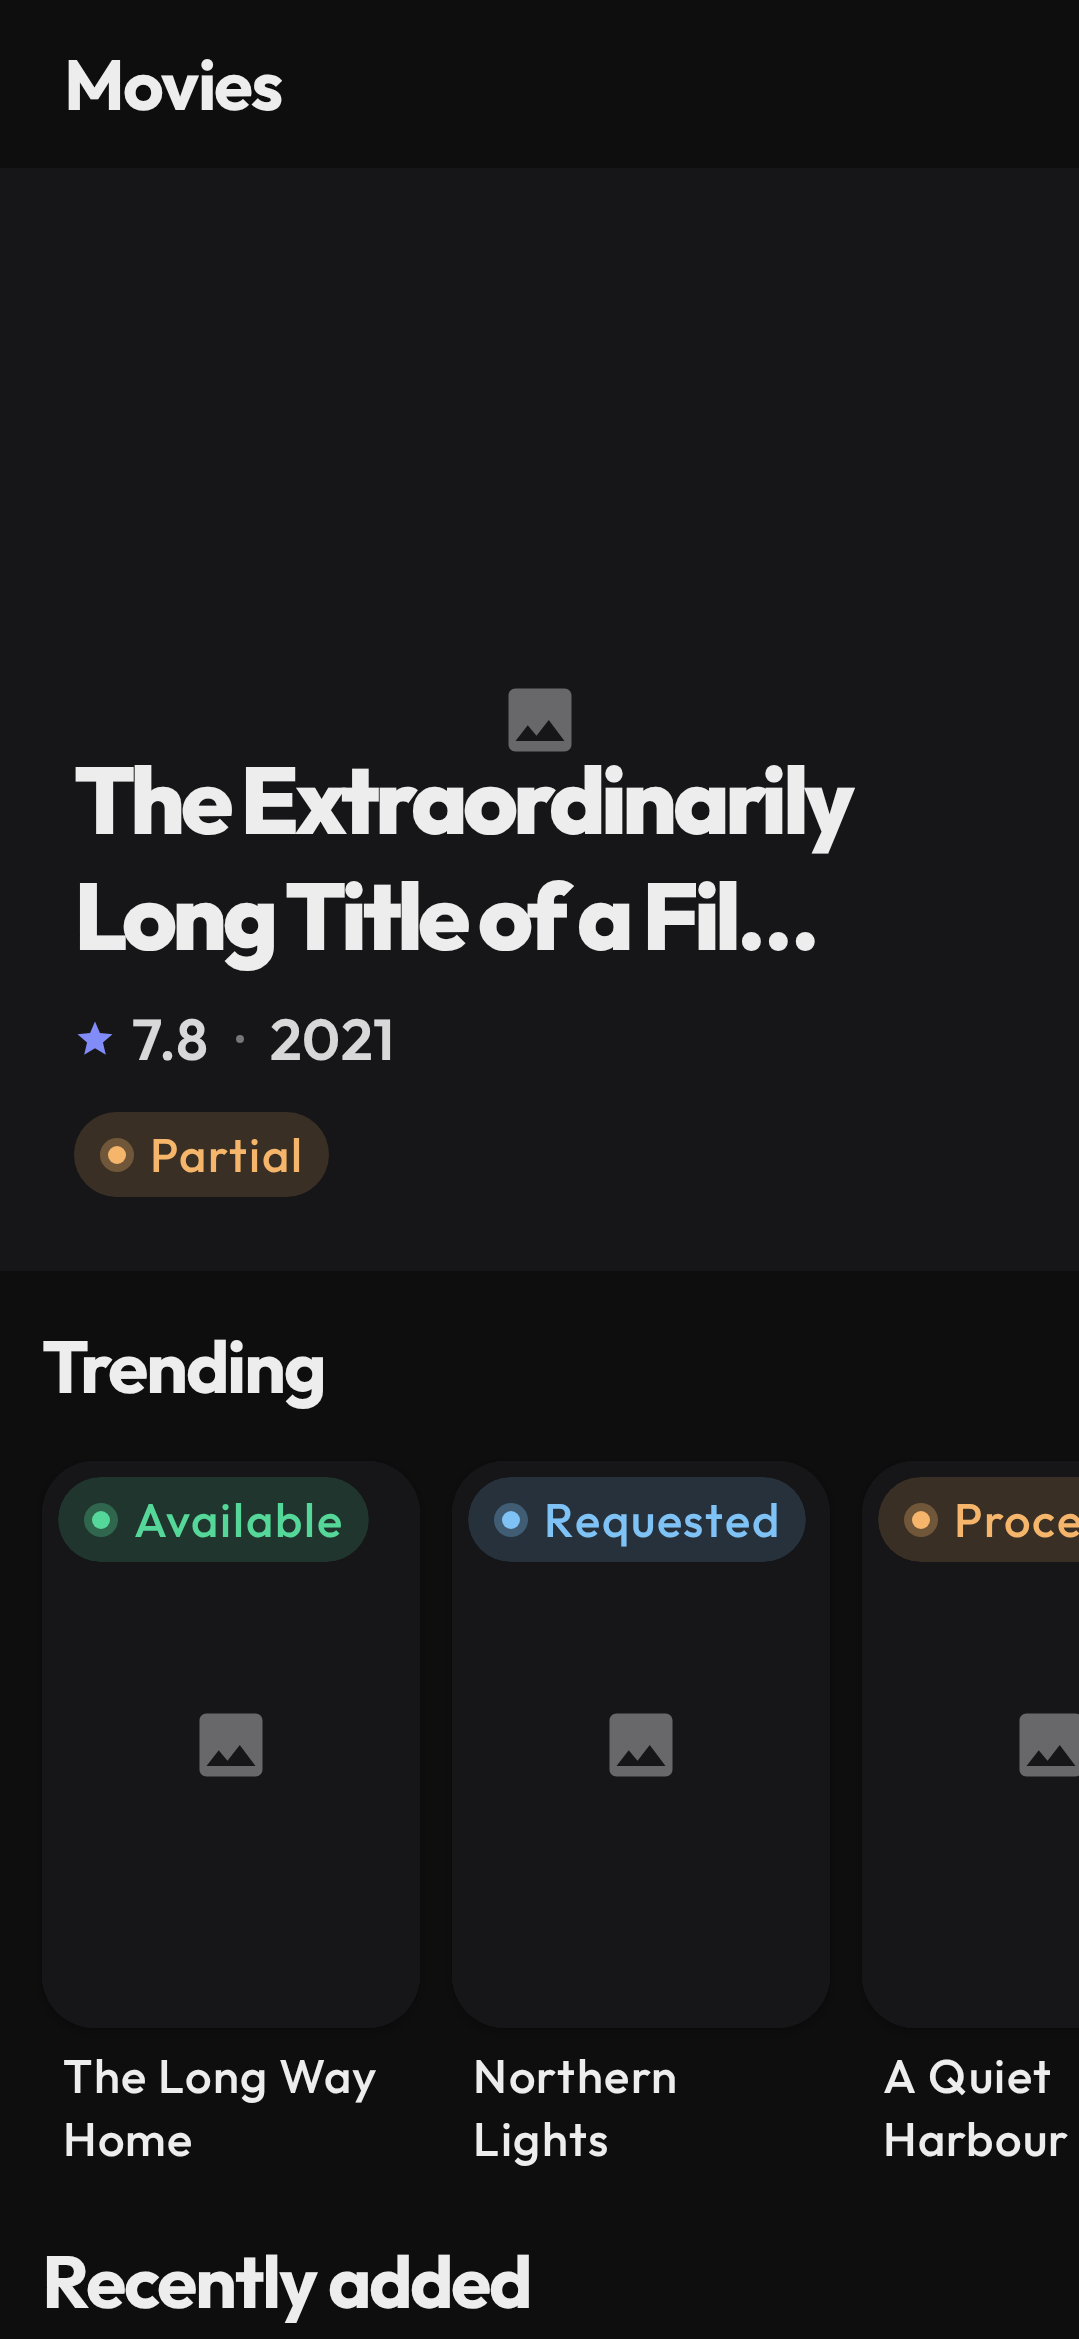 Movies
The Extraordinarily
Long Title of a Fil...
7.8 · 2021
Partial
Trending
Available
Requested
Proce
The Long Way
Home
Northern
Lights
A Quiet
Harbour
Recently added